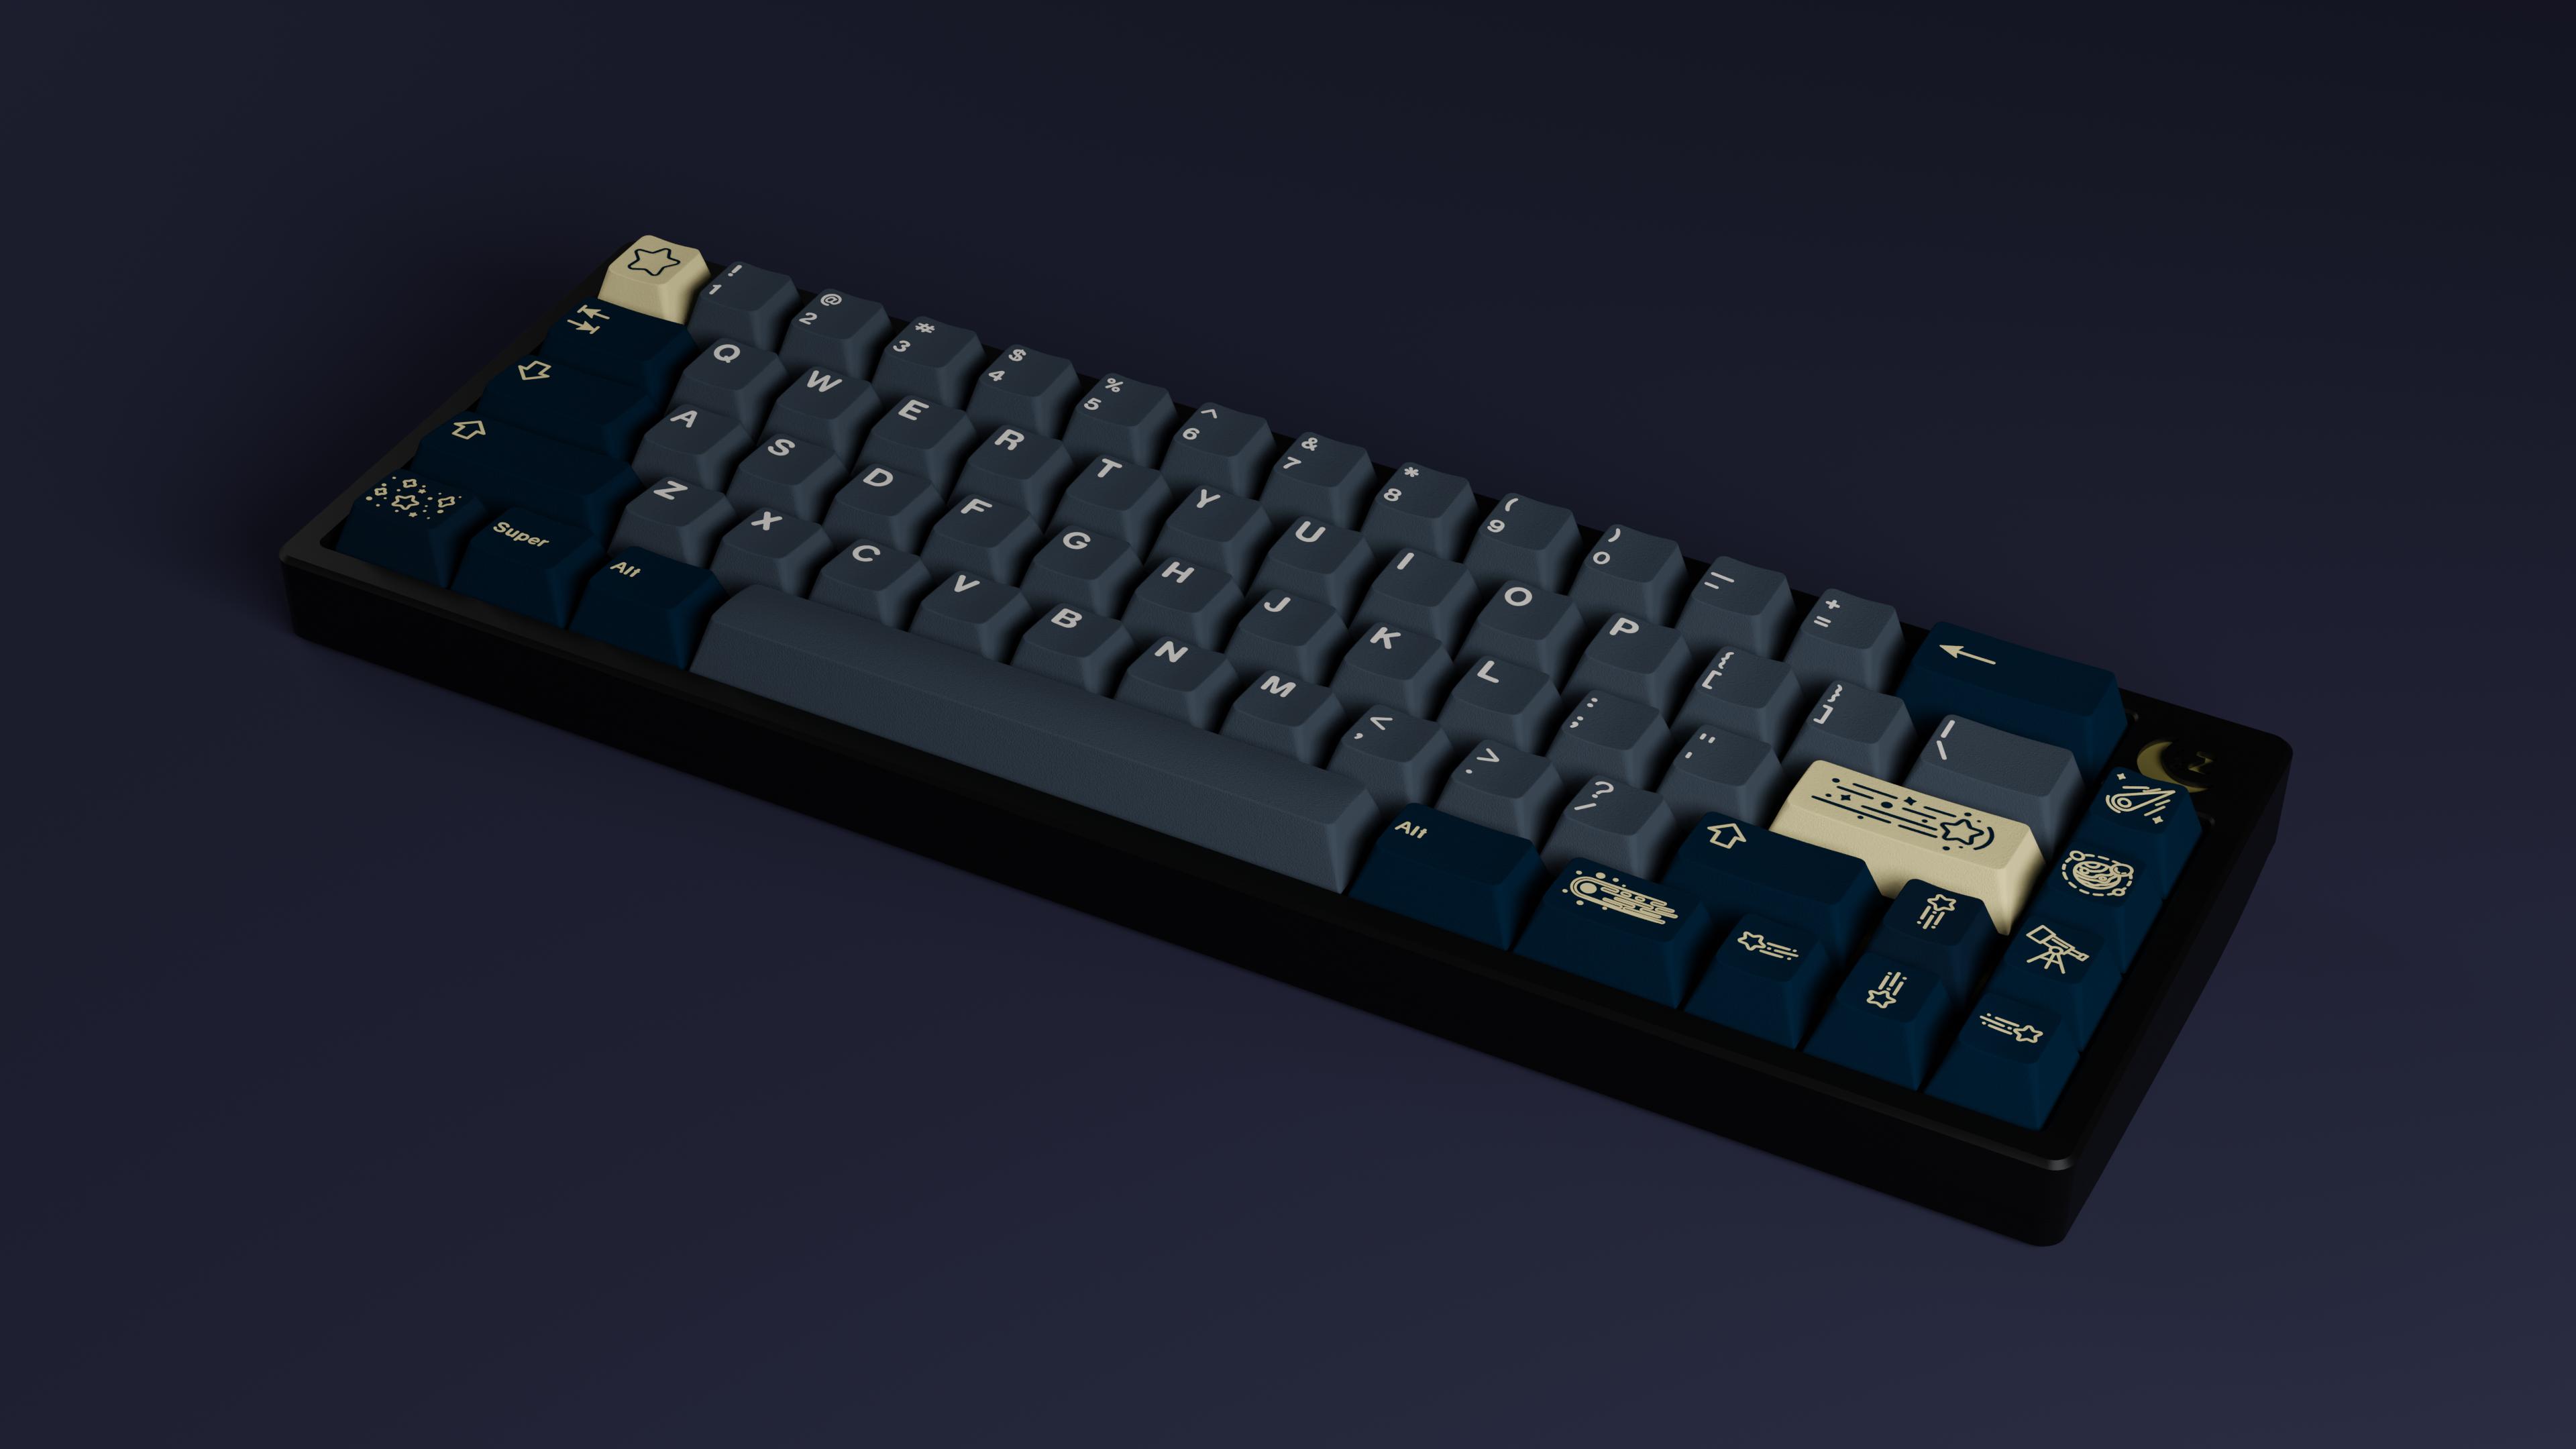 ! 1 @ 2 # 3 $ 4 % 5 ^ 6 & 7 * 8 ( 9 ) 0 _ - + =
Q W E R T Y U I O P { [ } ] | \
A S D F G H J K L : ; " '
Z X C V B N M < , > . ? /
Super Alt Alt
z